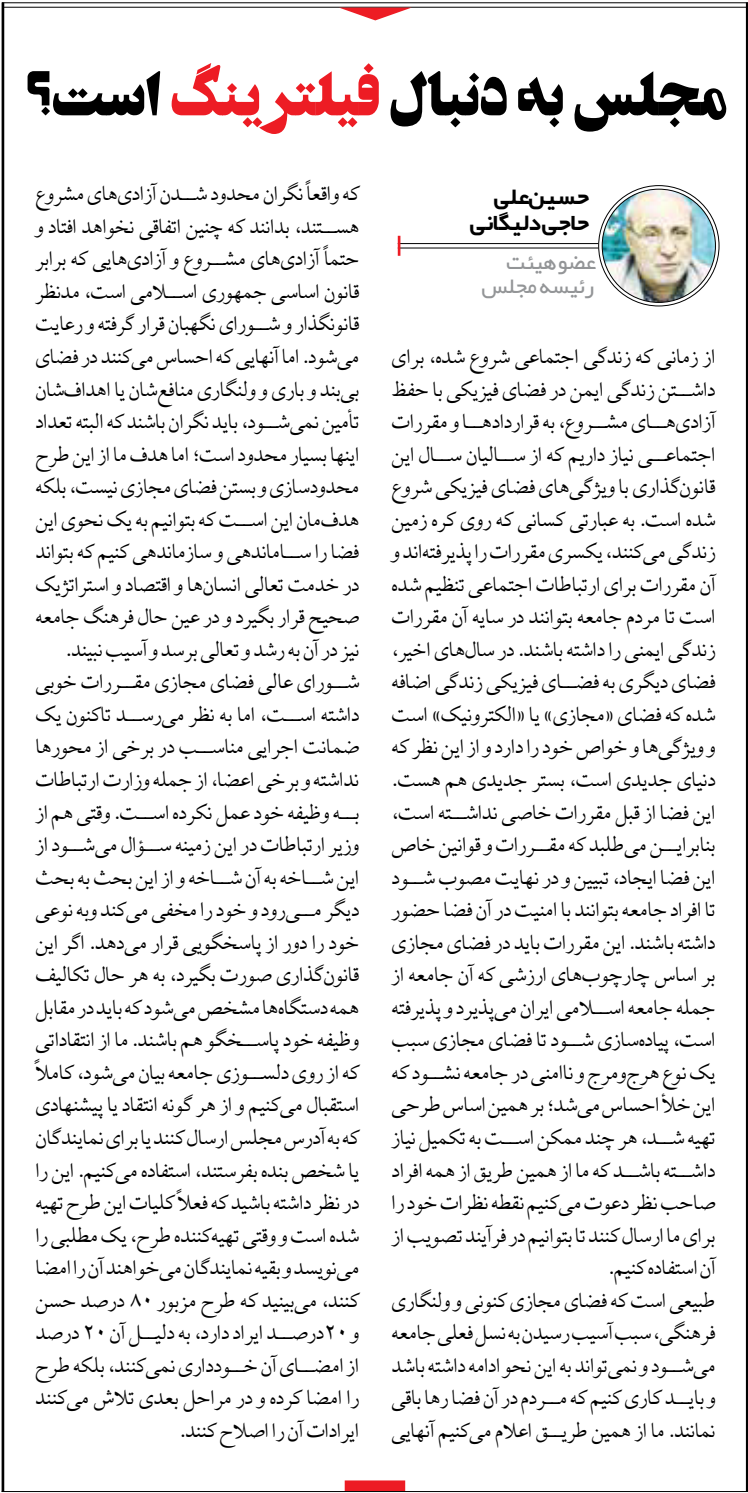 مجلس به دنبال فیلترینگ است؟
حسین‌علی
حاجی‌دلیگانی
عضو هیئت
رئیسه مجلس
از زمانی که زندگی اجتماعی شروع شده، برای
داشتن زندگی ایمن در فضای فیزیکی با حفظ
آزادی‌های مشروع، به قراردادها و مقررات
اجتماعی نیاز داریم که از سالیان سال این
قانون‌گذاری با ویژگی‌های فضای فیزیکی شروع
شده است. به عبارتی کسانی که روی کره زمین
زندگی می‌کنند، یکسری مقررات را پذیرفته‌اند و
آن مقررات برای ارتباطات اجتماعی تنظیم شده
است تا مردم جامعه بتوانند در سایه آن مقررات
زندگی ایمنی را داشته باشند. در سال‌های اخیر،
فضای دیگری به فضای فیزیکی زندگی اضافه
شده که فضای «مجازی» یا «الکترونیک» است
و ویژگی‌ها و خواص خود را دارد و از این نظر که
دنیای جدیدی است، بستر جدیدی هم هست.
این فضا از قبل مقررات خاصی نداشته است،
بنابراین می‌طلبد که مقررات و قوانین خاص
این فضا ایجاد، تبیین و در نهایت مصوب شود
تا افراد جامعه بتوانند با امنیت در آن فضا حضور
داشته باشند. این مقررات باید در فضای مجازی
بر اساس چارچوب‌های ارزشی که آن جامعه از
جمله جامعه اسلامی ایران می‌پذیرد و پذیرفته
است، پیاده‌سازی شود تا فضای مجازی سبب
یک نوع هرج‌ومرج و ناامنی در جامعه نشود که
این خلأ احساس می‌شد؛ بر همین اساس طرحی
تهیه شد، هر چند ممکن است به تکمیل نیاز
داشته باشد که ما از همین طریق از همه افراد
صاحب نظر دعوت می‌کنیم نقطه نظرات خود را
برای ما ارسال کنند تا بتوانیم در فرآیند تصویب از
آن استفاده کنیم.
طبیعی است که فضای مجازی کنونی و ولنگاری
فرهنگی، سبب آسیب رسیدن به نسل فعلی جامعه
می‌شود و نمی‌تواند به این نحو ادامه داشته باشد
و باید کاری کنیم که مردم در آن فضا رها باقی
نمانند. ما از همین طریق اعلام می‌کنیم آنهایی
که واقعاً نگران محدود شدن آزادی‌های مشروع
هستند، بدانند که چنین اتفاقی نخواهد افتاد و
حتماً آزادی‌های مشروع و آزادی‌هایی که برابر
قانون اساسی جمهوری اسلامی است، مدنظر
قانونگذار و شورای نگهبان قرار گرفته و رعایت
می‌شود. اما آنهایی که احساس می‌کنند در فضای
بی‌بند و باری و ولنگاری منافع‌شان یا اهداف‌شان
تأمین نمی‌شود، باید نگران باشند که البته تعداد
اینها بسیار محدود است؛ اما هدف ما از این طرح
محدودسازی و بستن فضای مجازی نیست، بلکه
هدف‌مان این است که بتوانیم به یک نحوی این
فضا را ساماندهی و سازماندهی کنیم که بتواند
در خدمت تعالی انسان‌ها و اقتصاد و استراتژیک
صحیح قرار بگیرد و در عین حال فرهنگ جامعه
نیز در آن به رشد و تعالی برسد و آسیب نبیند.
شورای عالی فضای مجازی مقررات خوبی
داشته است، اما به نظر می‌رسد تاکنون یک
ضمانت اجرایی مناسب در برخی از محورها
نداشته و برخی اعضا، از جمله وزارت ارتباطات
به وظیفه خود عمل نکرده است. وقتی هم از
وزیر ارتباطات در این زمینه سؤال می‌شود از
این شاخه به آن شاخه و از این بحث به بحث
دیگر می‌رود و خود را مخفی می‌کند وبه نوعی
خود را دور از پاسخگویی قرار می‌دهد. اگر این
قانون‌گذاری صورت بگیرد، به هر حال تکالیف
همه دستگاه‌ها مشخص می‌شود که باید در مقابل
وظیفه خود پاسخگو هم باشند. ما از انتقاداتی
که از روی دلسوزی جامعه بیان می‌شود، کاملاً
استقبال می‌کنیم و از هر گونه انتقاد یا پیشنهادی
که به آدرس مجلس ارسال کنند یا برای نمایندگان
یا شخص بنده بفرستند، استفاده می‌کنیم. این را
در نظر داشته باشید که فعلاً کلیات این طرح تهیه
شده است و وقتی تهیه‌کننده طرح، یک مطلبی را
می‌نویسد و بقیه نمایندگان می‌خواهند آن را امضا
کنند، می‌بینید که طرح مزبور ۸۰ درصد حسن
و ۲۰درصد ایراد دارد، به دلیل آن ۲۰ درصد
از امضای آن خودداری نمی‌کنند، بلکه طرح
را امضا کرده و در مراحل بعدی تلاش می‌کنند
ایرادات آن را اصلاح کنند.